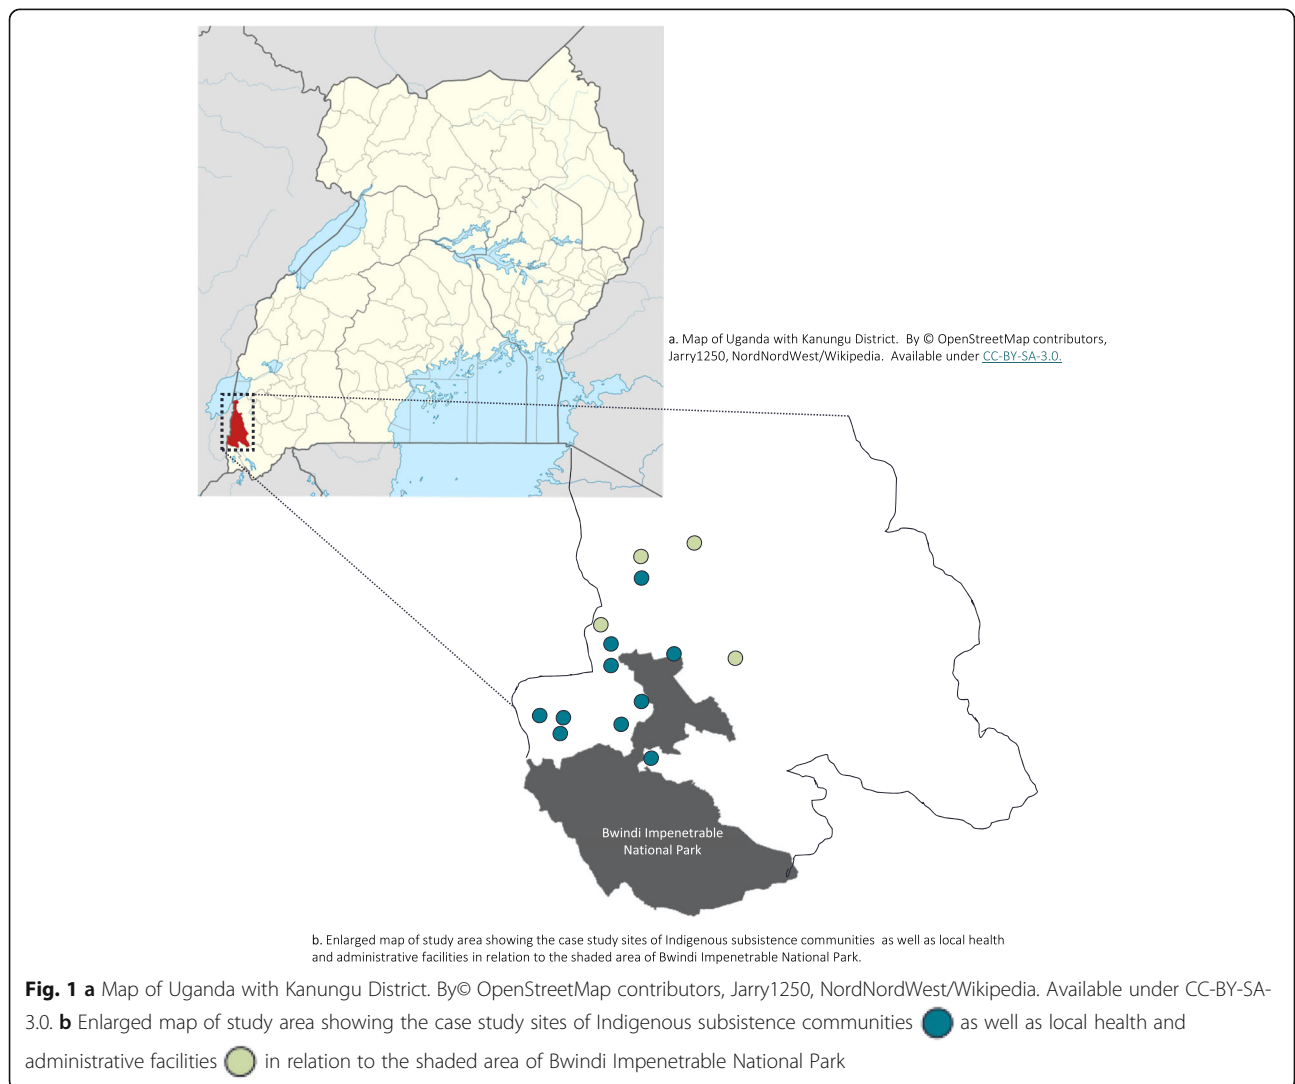 a. Map of Uganda with Kanungu District. By © OpenStreetMap contributors,
Jarry1250, NordNordWest/Wikipedia. Available under CC-BY-SA-3.0.
Bwindi Impenetrable
National Park
b. Enlarged map of study area showing the case study sites of Indigenous subsistence communities as well as local health
and administrative facilities in relation to the shaded area of Bwindi Impenetrable National Park.
Fig. 1 a Map of Uganda with Kanungu District. By© OpenStreetMap contributors, Jarry1250, NordNordWest/Wikipedia. Available under CC-BY-SA-
3.0. b Enlarged map of study area showing the case study sites of Indigenous subsistence communities as well as local health and
administrative facilities in relation to the shaded area of Bwindi Impenetrable National Park